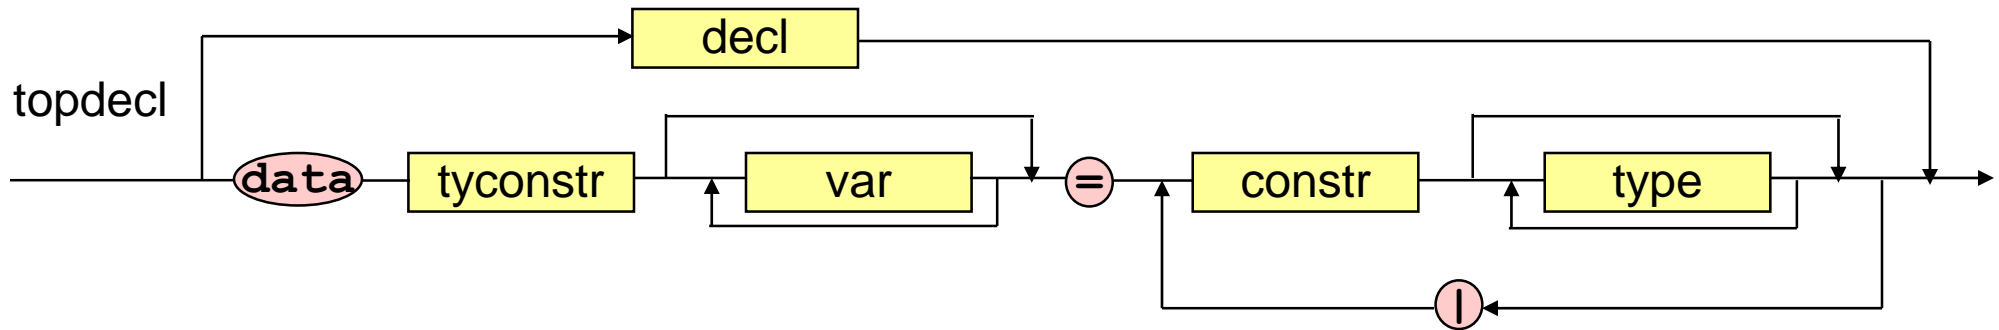 decl
topdecl
data tyconstr var = constr type
|